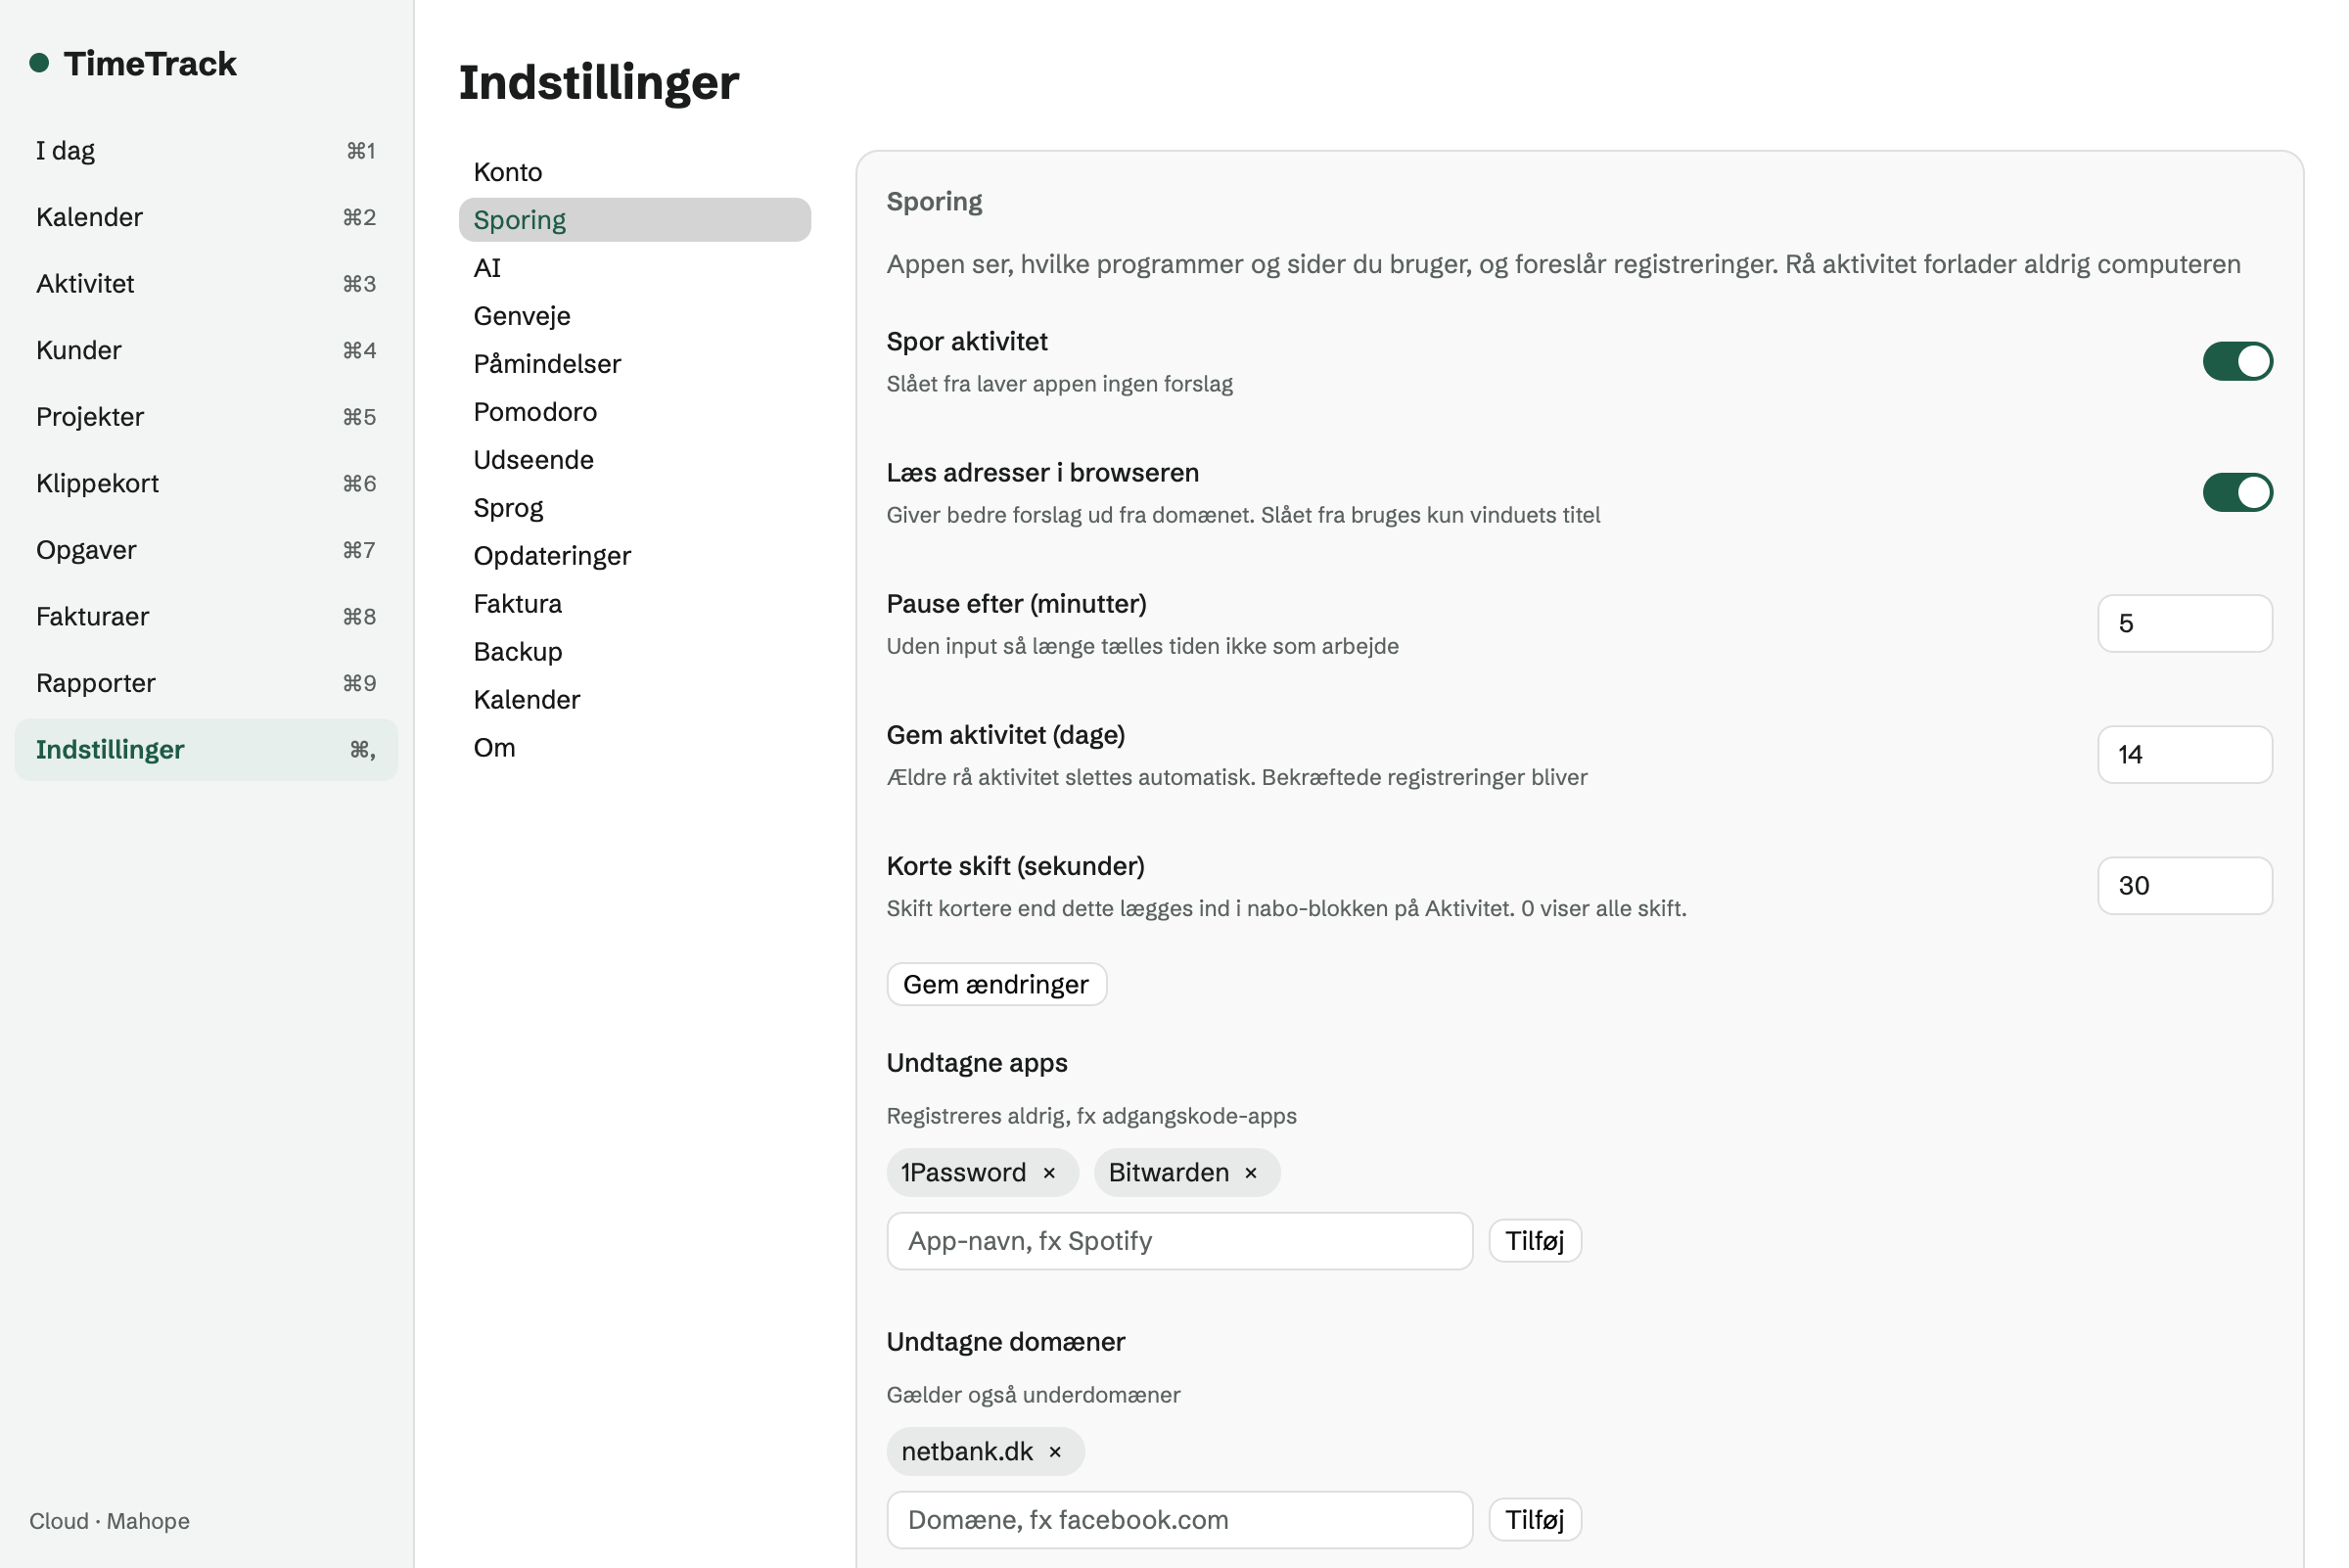 TimeTrack
I dag ⌘1
Kalender ⌘2
Aktivitet ⌘3
Kunder ⌘4
Projekter ⌘5
Klippekort ⌘6
Opgaver ⌘7
Fakturaer ⌘8
Rapporter ⌘9
Indstillinger ⌘,
Cloud · Mahope
Indstillinger
Konto
Sporing
AI
Genveje
Påmindelser
Pomodoro
Udseende
Sprog
Opdateringer
Faktura
Backup
Kalender
Om
Sporing
Appen ser, hvilke programmer og sider du bruger, og foreslår registreringer. Rå aktivitet forlader aldrig computeren
Spor aktivitet
Slået fra laver appen ingen forslag
Læs adresser i browseren
Giver bedre forslag ud fra domænet. Slået fra bruges kun vinduets titel
Pause efter (minutter)
Uden input så længe tælles tiden ikke som arbejde
5
Gem aktivitet (dage)
Ældre rå aktivitet slettes automatisk. Bekræftede registreringer bliver
14
Korte skift (sekunder)
Skift kortere end dette lægges ind i nabo-blokken på Aktivitet. 0 viser alle skift.
30
Gem ændringer
Undtagne apps
Registreres aldrig, fx adgangskode-apps
1Password × Bitwarden ×
App-navn, fx Spotify Tilføj
Undtagne domæner
Gælder også underdomæner
netbank.dk ×
Domæne, fx facebook.com Tilføj